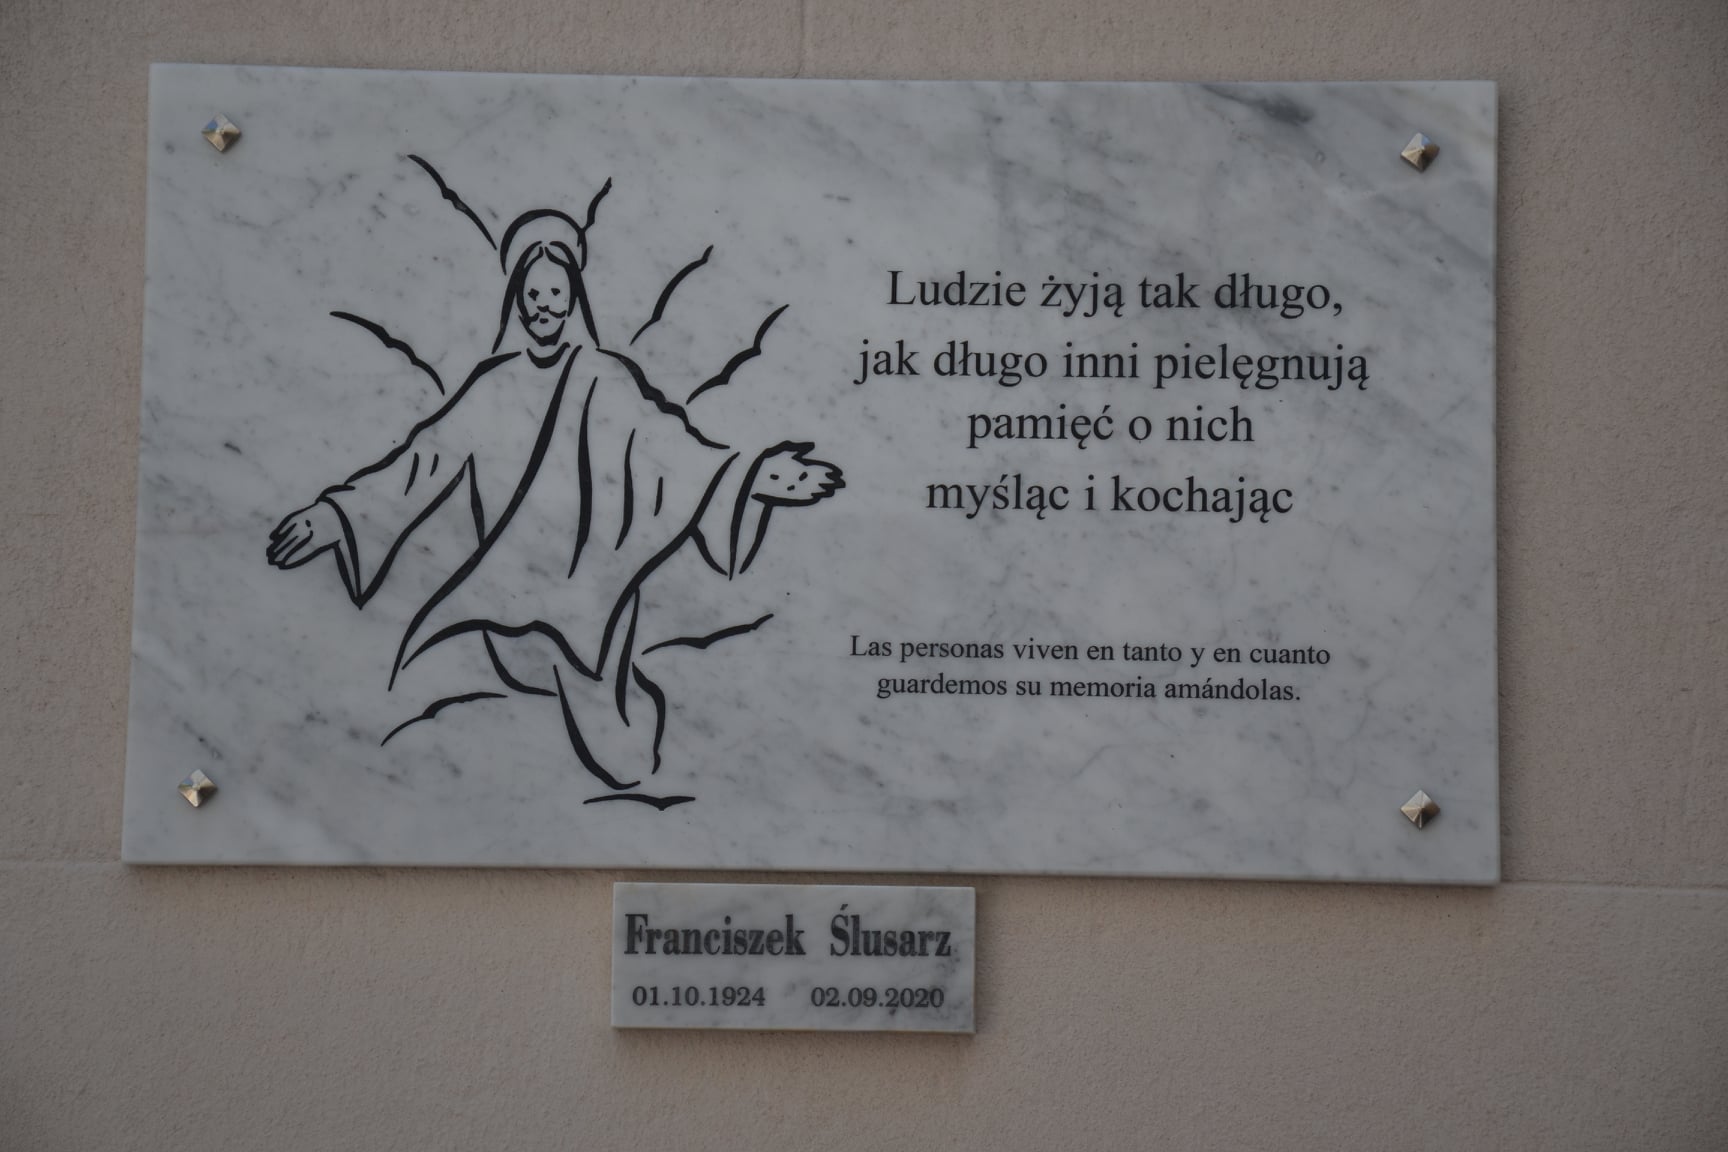 Ludzie żyją tak długo,
jak długo inni pielęgnują
pamięć o nich
myśląc i kochając
Las personas viven en tanto y en cuanto
guardemos su memoria amándolas.
Franciszek Ślusarz
01.10.1924 02.09.2020